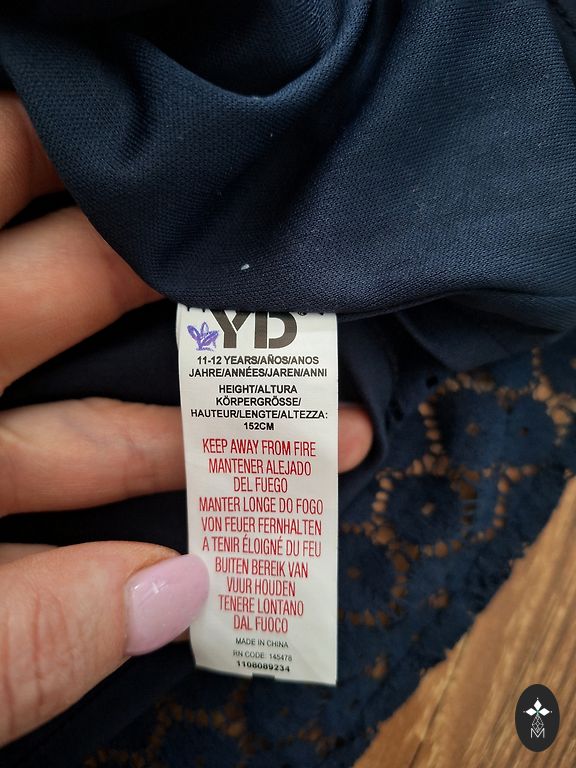 YD
11-12 YEARS/AÑOS/ANOS
JAHRE/ANNÉES/JAREN/ANNI
HEIGHT/ALTURA
KÖRPERGRÖSSE/
HAUTEUR/LENGTE/ALTEZZA:
152CM
KEEP AWAY FROM FIRE
MANTENER ALEJADO
DEL FUEGO
MANTER LONGE DO FOGO
VON FEUER FERNHALTEN
A TENIR ÉLOIGNÉ DU FEU
BUITEN BEREIK VAN
VUUR HOUDEN
TENERE LONTANO
DAL FUOCO
MADE IN CHINA
RN CODE: 145478
1108089234
M